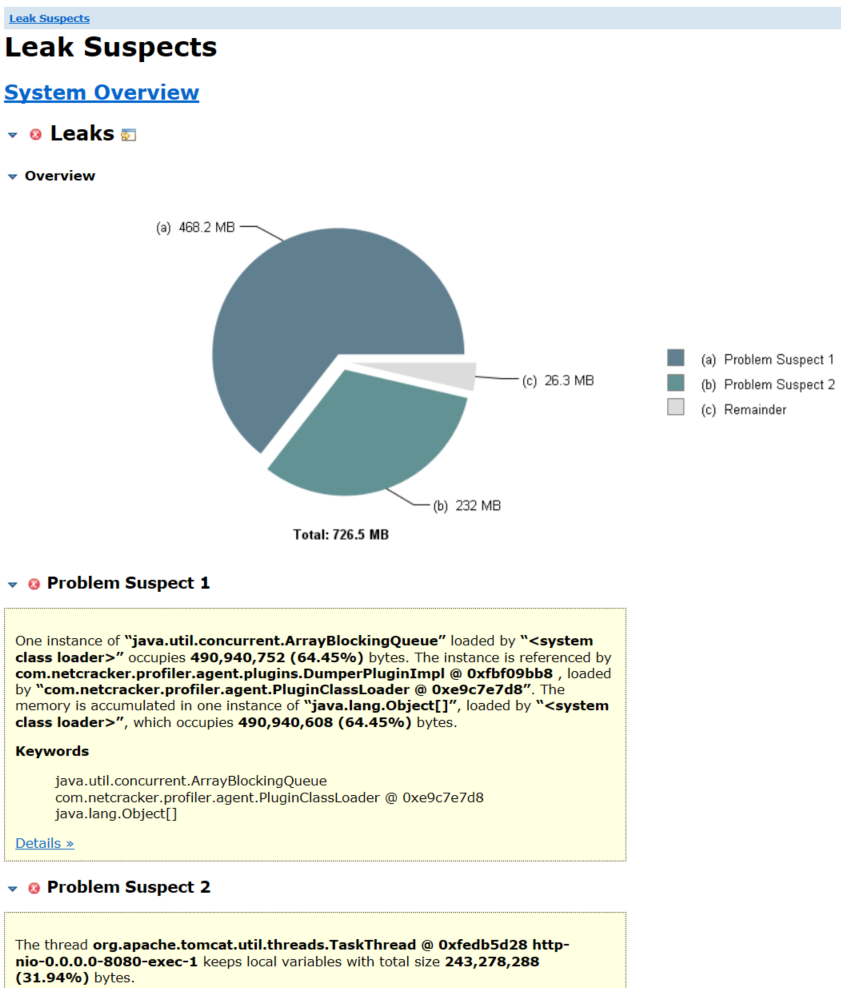 Leak Suspects
Leak Suspects
System Overview
Leaks
Overview
(a) 468.2 MB
(c) 26.3 MB
(b) 232 MB
Total: 726.5 MB
(a) Problem Suspect 1
(b) Problem Suspect 2
(c) Remainder
Problem Suspect 1
One instance of “java.util.concurrent.ArrayBlockingQueue” loaded by “<system
class loader>” occupies 490,940,752 (64.45%) bytes. The instance is referenced by
com.netcracker.profiler.agent.plugins.DumperPluginImpl @ 0xfbf09bb8 , loaded
by “com.netcracker.profiler.agent.PluginClassLoader @ 0xe9c7e7d8”. The
memory is accumulated in one instance of “java.lang.Object[]”, loaded by “<system
class loader>”, which occupies 490,940,608 (64.45%) bytes.
Keywords
java.util.concurrent.ArrayBlockingQueue
com.netcracker.profiler.agent.PluginClassLoader @ 0xe9c7e7d8
java.lang.Object[]
Details »
Problem Suspect 2
The thread org.apache.tomcat.util.threads.TaskThread @ 0xfedb5d28 http-
nio-0.0.0.0-8080-exec-1 keeps local variables with total size 243,278,288
(31.94%) bytes.